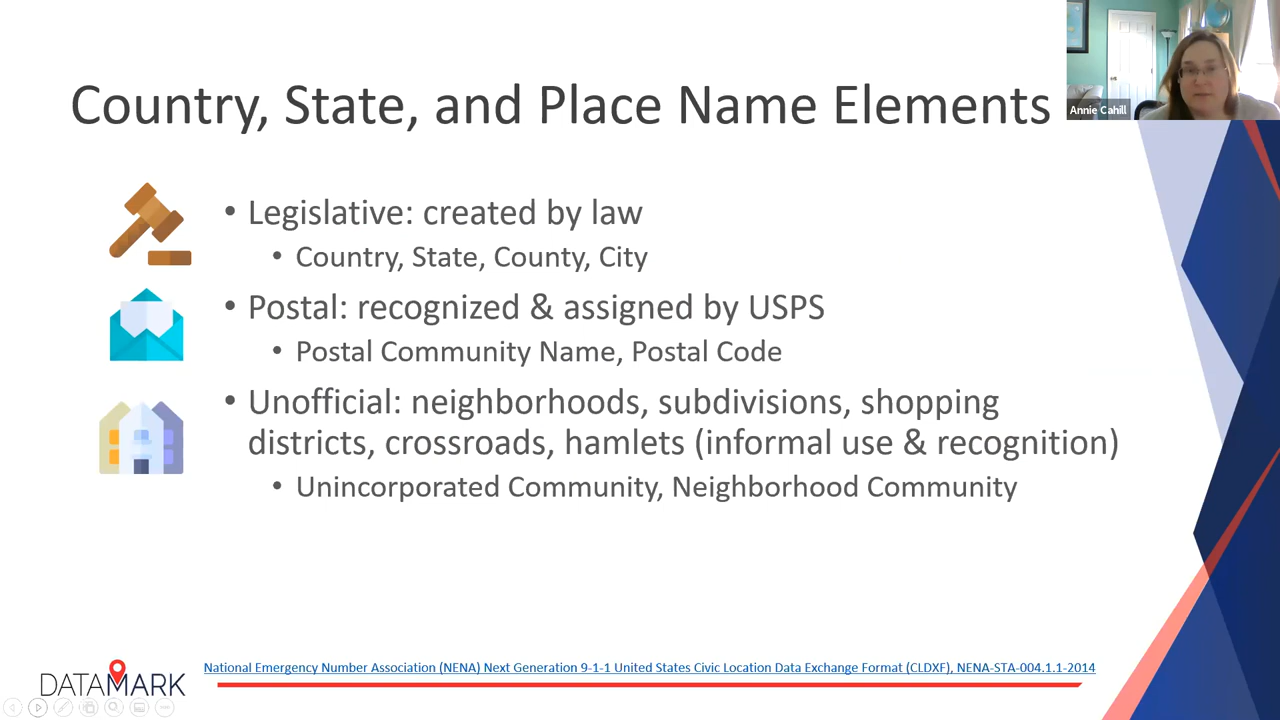 Country, State, and Place Name Elements
Annie Cahill
• Legislative: created by law
• Country, State, County, City
• Postal: recognized & assigned by USPS
• Postal Community Name, Postal Code
• Unofficial: neighborhoods, subdivisions, shopping
districts, crossroads, hamlets (informal use & recognition)
• Unincorporated Community, Neighborhood Community
National Emergency Number Association (NENA) Next Generation 9-1-1 United States Civic Location Data Exchange Format (CLDXF), NENA-STA-004.1.1-2014
DATAMARK